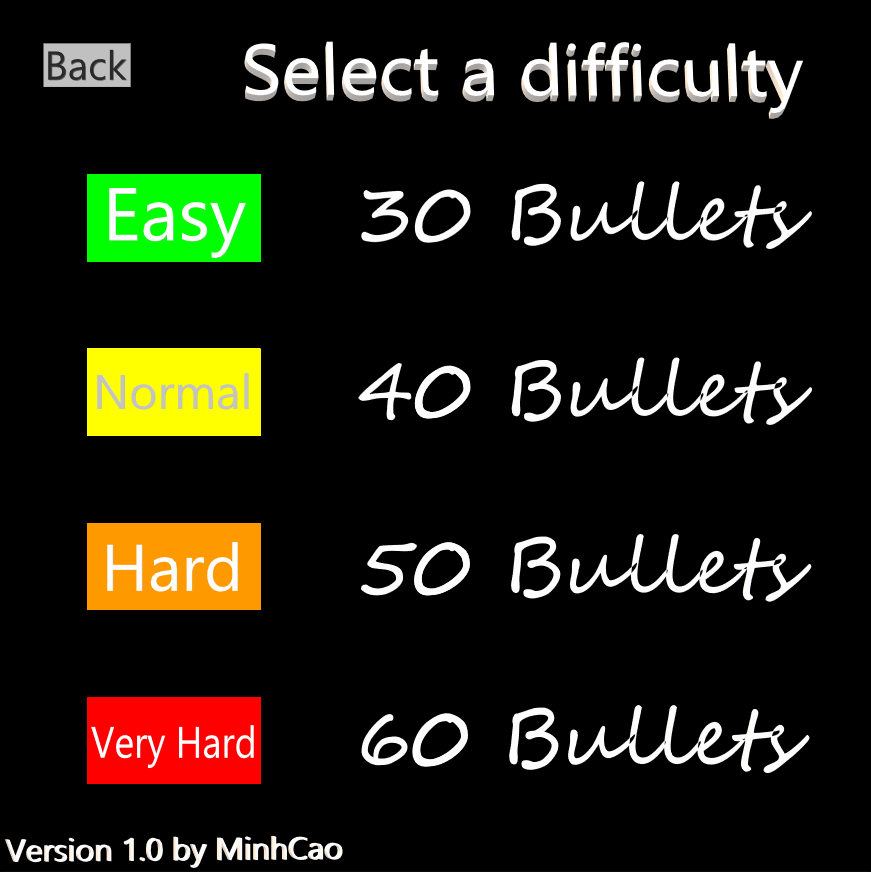 Back
Select a difficulty
Easy 30 Bullets
Normal 40 Bullets
Hard 50 Bullets
Very Hard 60 Bullets
Version 1.0 by MinhCao